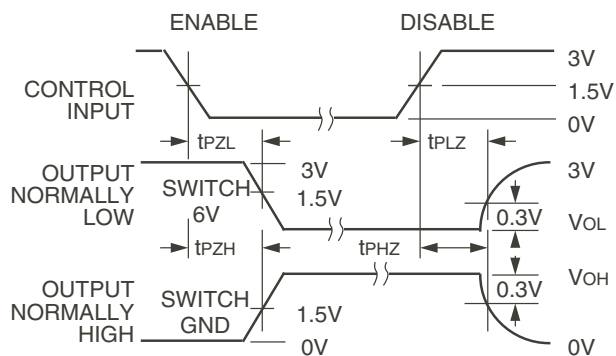 ENABLE DISABLE
3V
CONTROL INPUT 1.5V
0V
tPZL tPLZ
OUTPUT NORMALLY LOW
SWITCH 6V
3V
1.5V
3V
0.3V VOL
tPZH tPHZ
OUTPUT NORMALLY HIGH
SWITCH GND
1.5V
0V
0.3V VOH
0V